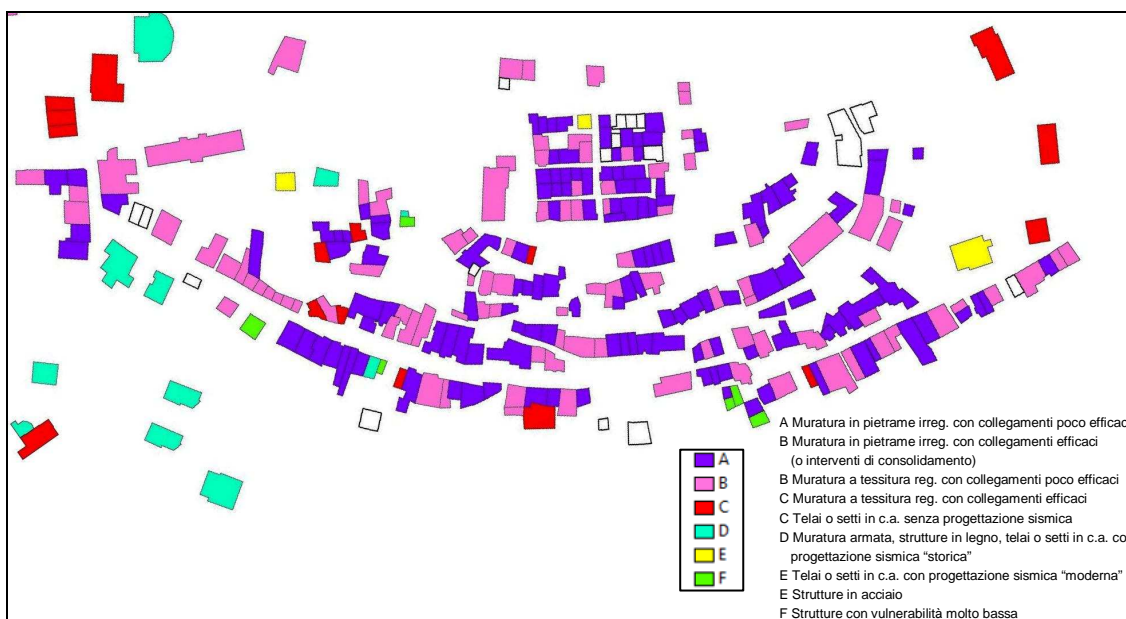 A
B
C
D
E
F
A Muratura in pietrame irreg. con collegamenti poco efficac
B Muratura in pietrame irreg. con collegamenti efficaci
(o interventi di consolidamento)
B Muratura a tessitura reg. con collegamenti poco efficaci
C Muratura a tessitura reg. con collegamenti efficaci
C Telai o setti in c.a. senza progettazione sismica
D Muratura armata, strutture in legno, telai o setti in c.a. co
progettazione sismica “storica”
E Telai o setti in c.a. con progettazione sismica “moderna”
E Strutture in acciaio
F Strutture con vulnerabilità molto bassa